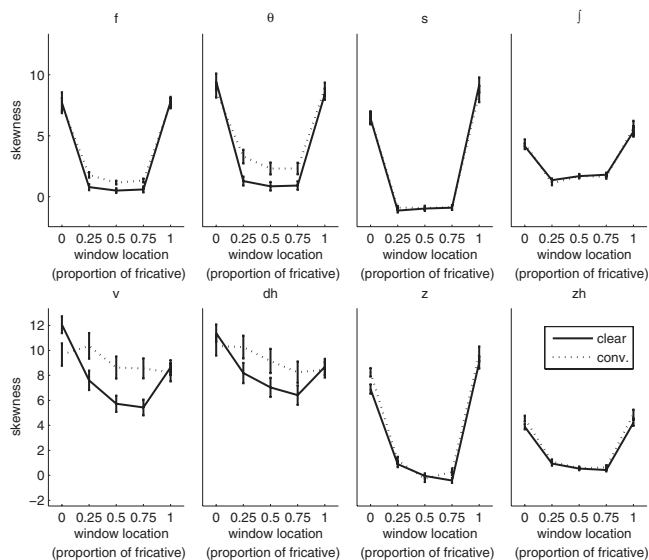 f θ s ∫
skewness
10
5
0
0 0.25 0.5 0.75 1 0 0.25 0.5 0.75 1 0 0.25 0.5 0.75 1 0 0.25 0.5 0.75 1
window location window location window location window location
(proportion of fricative) (proportion of fricative) (proportion of fricative) (proportion of fricative)
v dh z zh
skewness
12
10
8
6
4
2
0
−2
clear
conv.
0 0.25 0.5 0.75 1 0 0.25 0.5 0.75 1 0 0.25 0.5 0.75 1 0 0.25 0.5 0.75 1
window location window location window location window location
(proportion of fricative) (proportion of fricative) (proportion of fricative) (proportion of fricative)